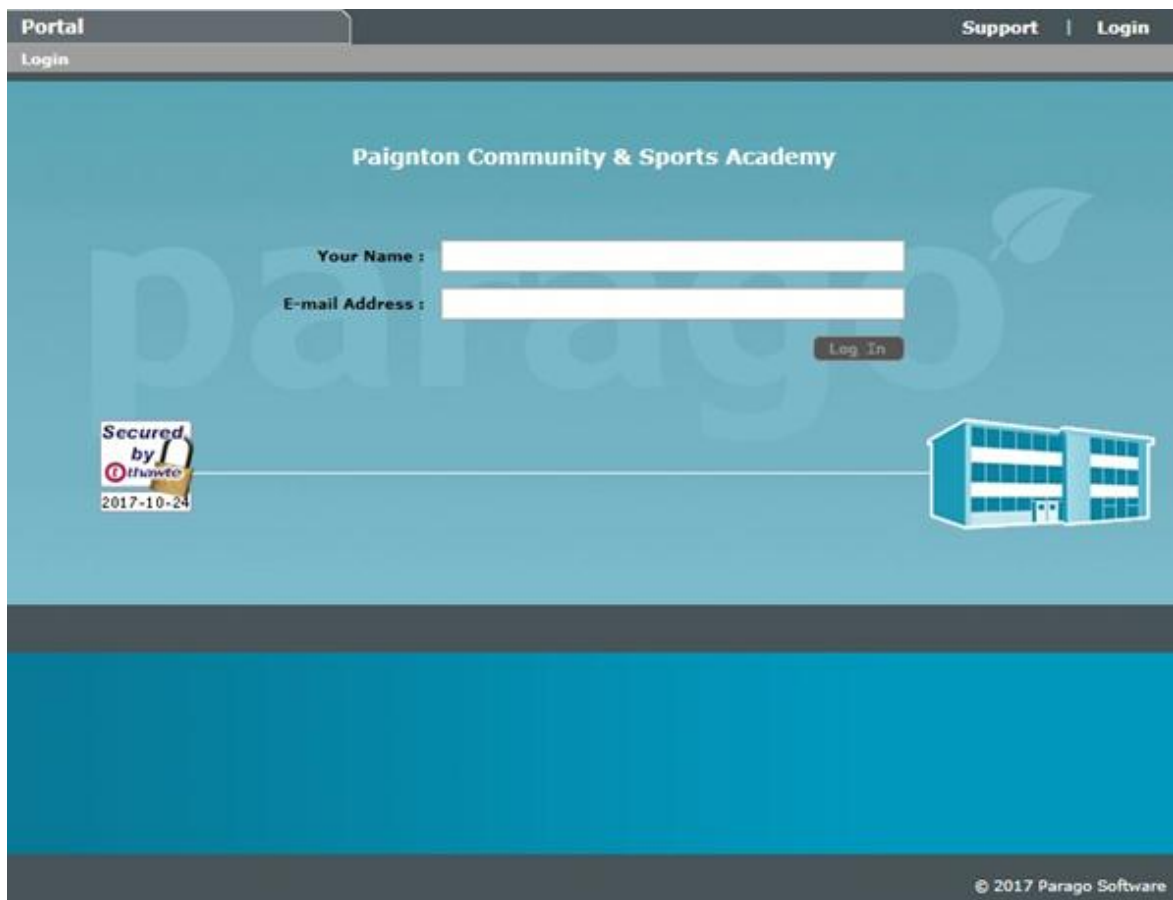 Portal
Support | Login
Login
Paignton Community & Sports Academy
parago
Your Name :
E-mail Address :
Log In
Secured
by
thawte
2017-10-24
© 2017 Parago Software